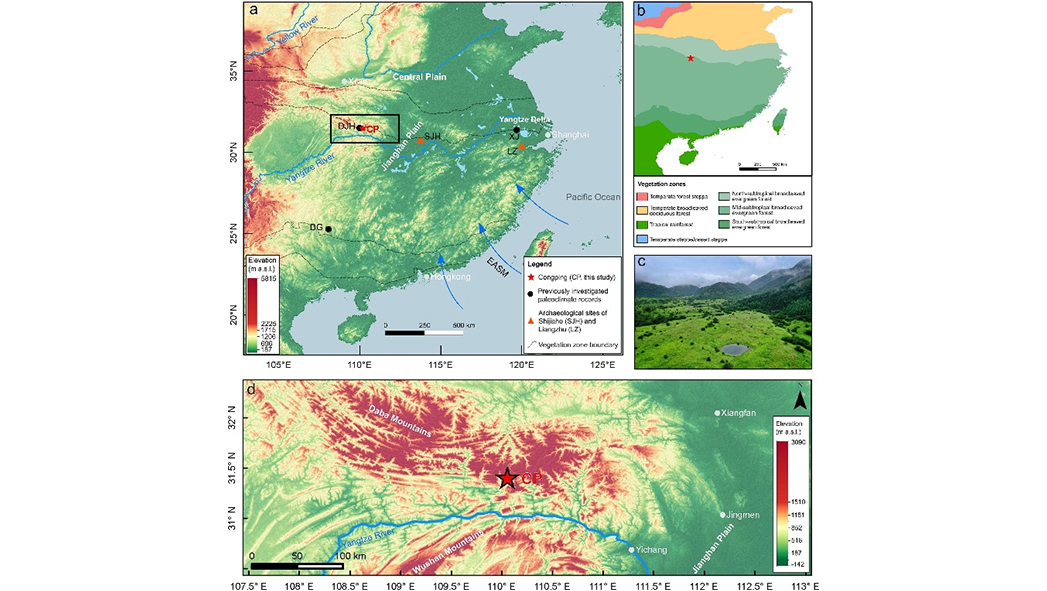 a
Yellow River
35°N
30°N
25°N
20°N
Xi'an
Central Plain
DJH
CP
Jianghan Plain
SJH
Yangtze Delta
XJ
Shanghai
LZ
Yangtze River
Pacific Ocean
DG
EASM
Hongkong
Elevation
(m a.s.l.)
5815
2226
1715
1206
696
187
0 250 500 km
Legend
Congping (CP, this study)
Previously investigated
paleoclimate records
Archaeological sites of
Shijiahe (SJH) and
Liangzhu (LZ)
Vegetation zone boundary
105°E 110°E 115°E 120°E 125°E
b
0 250 500 km
Vegetation zones
Temperate forest steppe
Temperate broadleaved
deciduous forest
Tropical rainforest
Temperate steppe/desert steppe
North-subtropical broadleaved
evergreen forest
Mid-subtropical broadleaved
evergreen forest
South-subtropical broadleaved
evergreen forest
c
d
32° N
31.5° N
31° N
Daba Mountains
CP
Yangtze River
Wushan Mountains
Xiangfan
Jingmen
Yichang
Jianghan Plain
N
Elevation
(m a.s.l.)
3090
1510
1181
852
516
187
-142
0 50 100 km
107.5° E 108° E 108.5° E 109° E 109.5° E 110° E 110.5° E 111° E 111.5° E 112° E 112.5° E 113° E